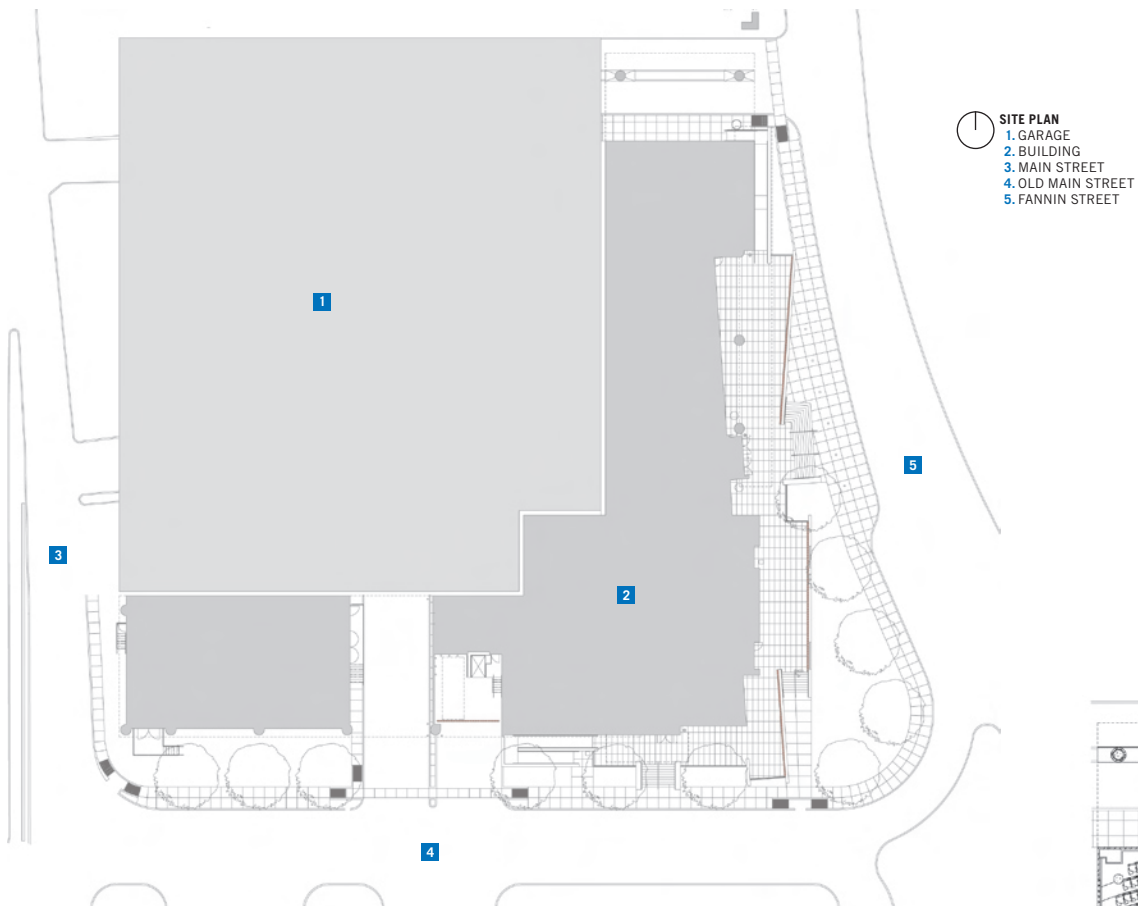 SITE PLAN
1. GARAGE
2. BUILDING
3. MAIN STREET
4. OLD MAIN STREET
5. FANNIN STREET
1
5
3
2
4